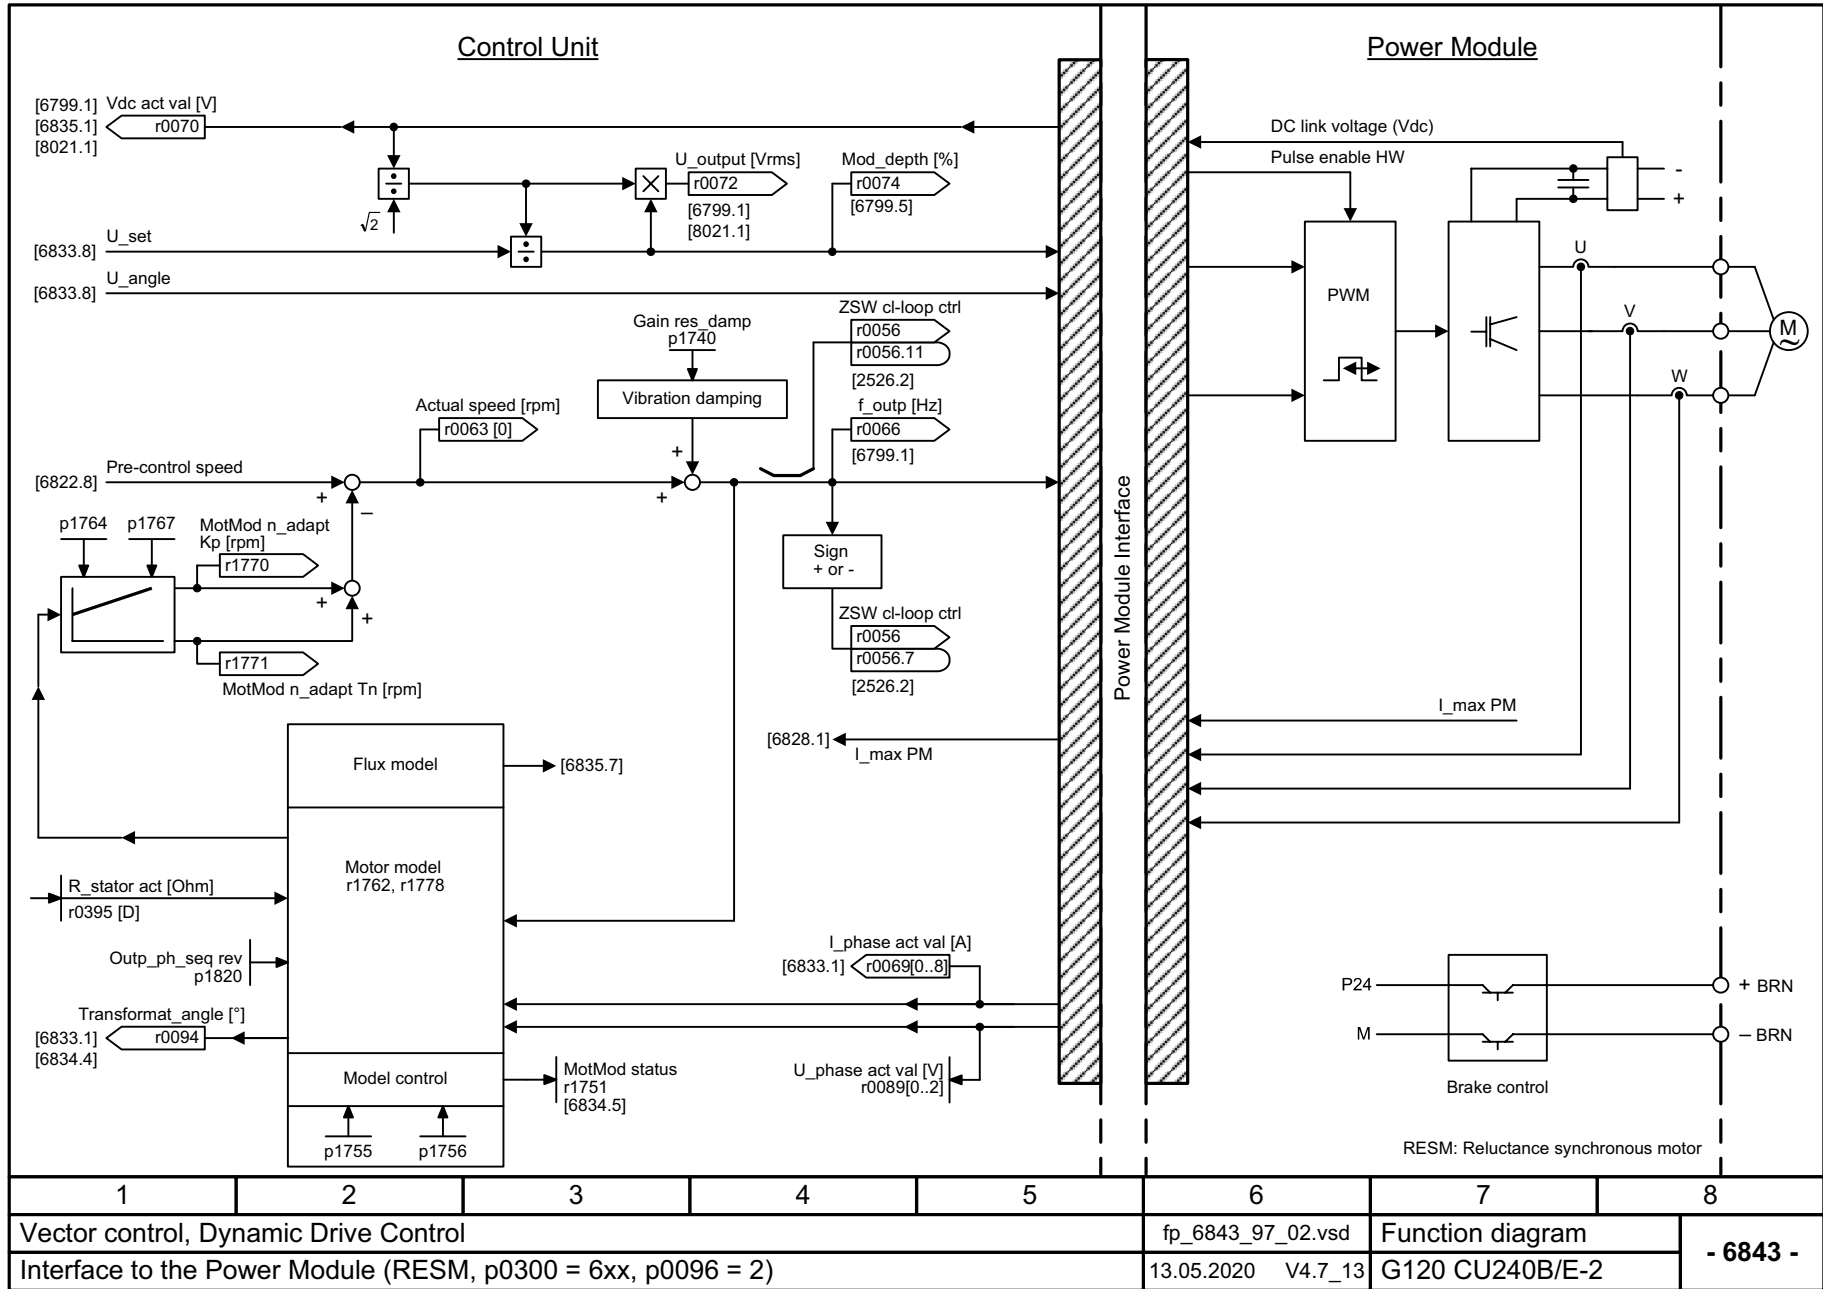 Control Unit
Power Module
[6799.1] Vdc act val [V]
[6835.1] r0070
[8021.1]
DC link voltage (Vdc)
Pulse enable HW
-
+
÷
√2
×
U_output [Vrms]
r0072
[6799.1]
[8021.1]
Mod_depth [%]
r0074
[6799.5]
[6833.8] U_set
÷
[6833.8] U_angle
PWM
U
V
W
M
~
Gain res_damp
p1740
Vibration damping
ZSW cl-loop ctrl
r0056
r0056.11
[2526.2]
Actual speed [rpm]
r0063 [0]
f_outp [Hz]
r0066
[6799.1]
[6822.8] Pre-control speed
+
–
+
+
p1764 p1767
MotMod n_adapt
Kp [rpm]
r1770
+
+
r1771
MotMod n_adapt Tn [rpm]
Sign
+ or -
ZSW cl-loop ctrl
r0056
r0056.7
[2526.2]
Power Module Interface
[6828.1]
I_max PM
I_max PM
Flux model
[6835.7]
Motor model
r1762, r1778
R_stator act [Ohm]
r0395 [D]
Outp_ph_seq rev
p1820
Transformat_angle [°]
[6833.1] r0094
[6834.4]
I_phase act val [A]
[6833.1] r0069[0..8]
U_phase act val [V]
r0089[0..2]
Model control
MotMod status
r1751
[6834.5]
p1755 p1756
P24
+ BRN
M
– BRN
Brake control
RESM: Reluctance synchronous motor
1 2 3 4 5 6 7 8
Vector control, Dynamic Drive Control
fp_6843_97_02.vsd
Function diagram
- 6843 -
Interface to the Power Module (RESM, p0300 = 6xx, p0096 = 2)
13.05.2020 V4.7_13
G120 CU240B/E-2